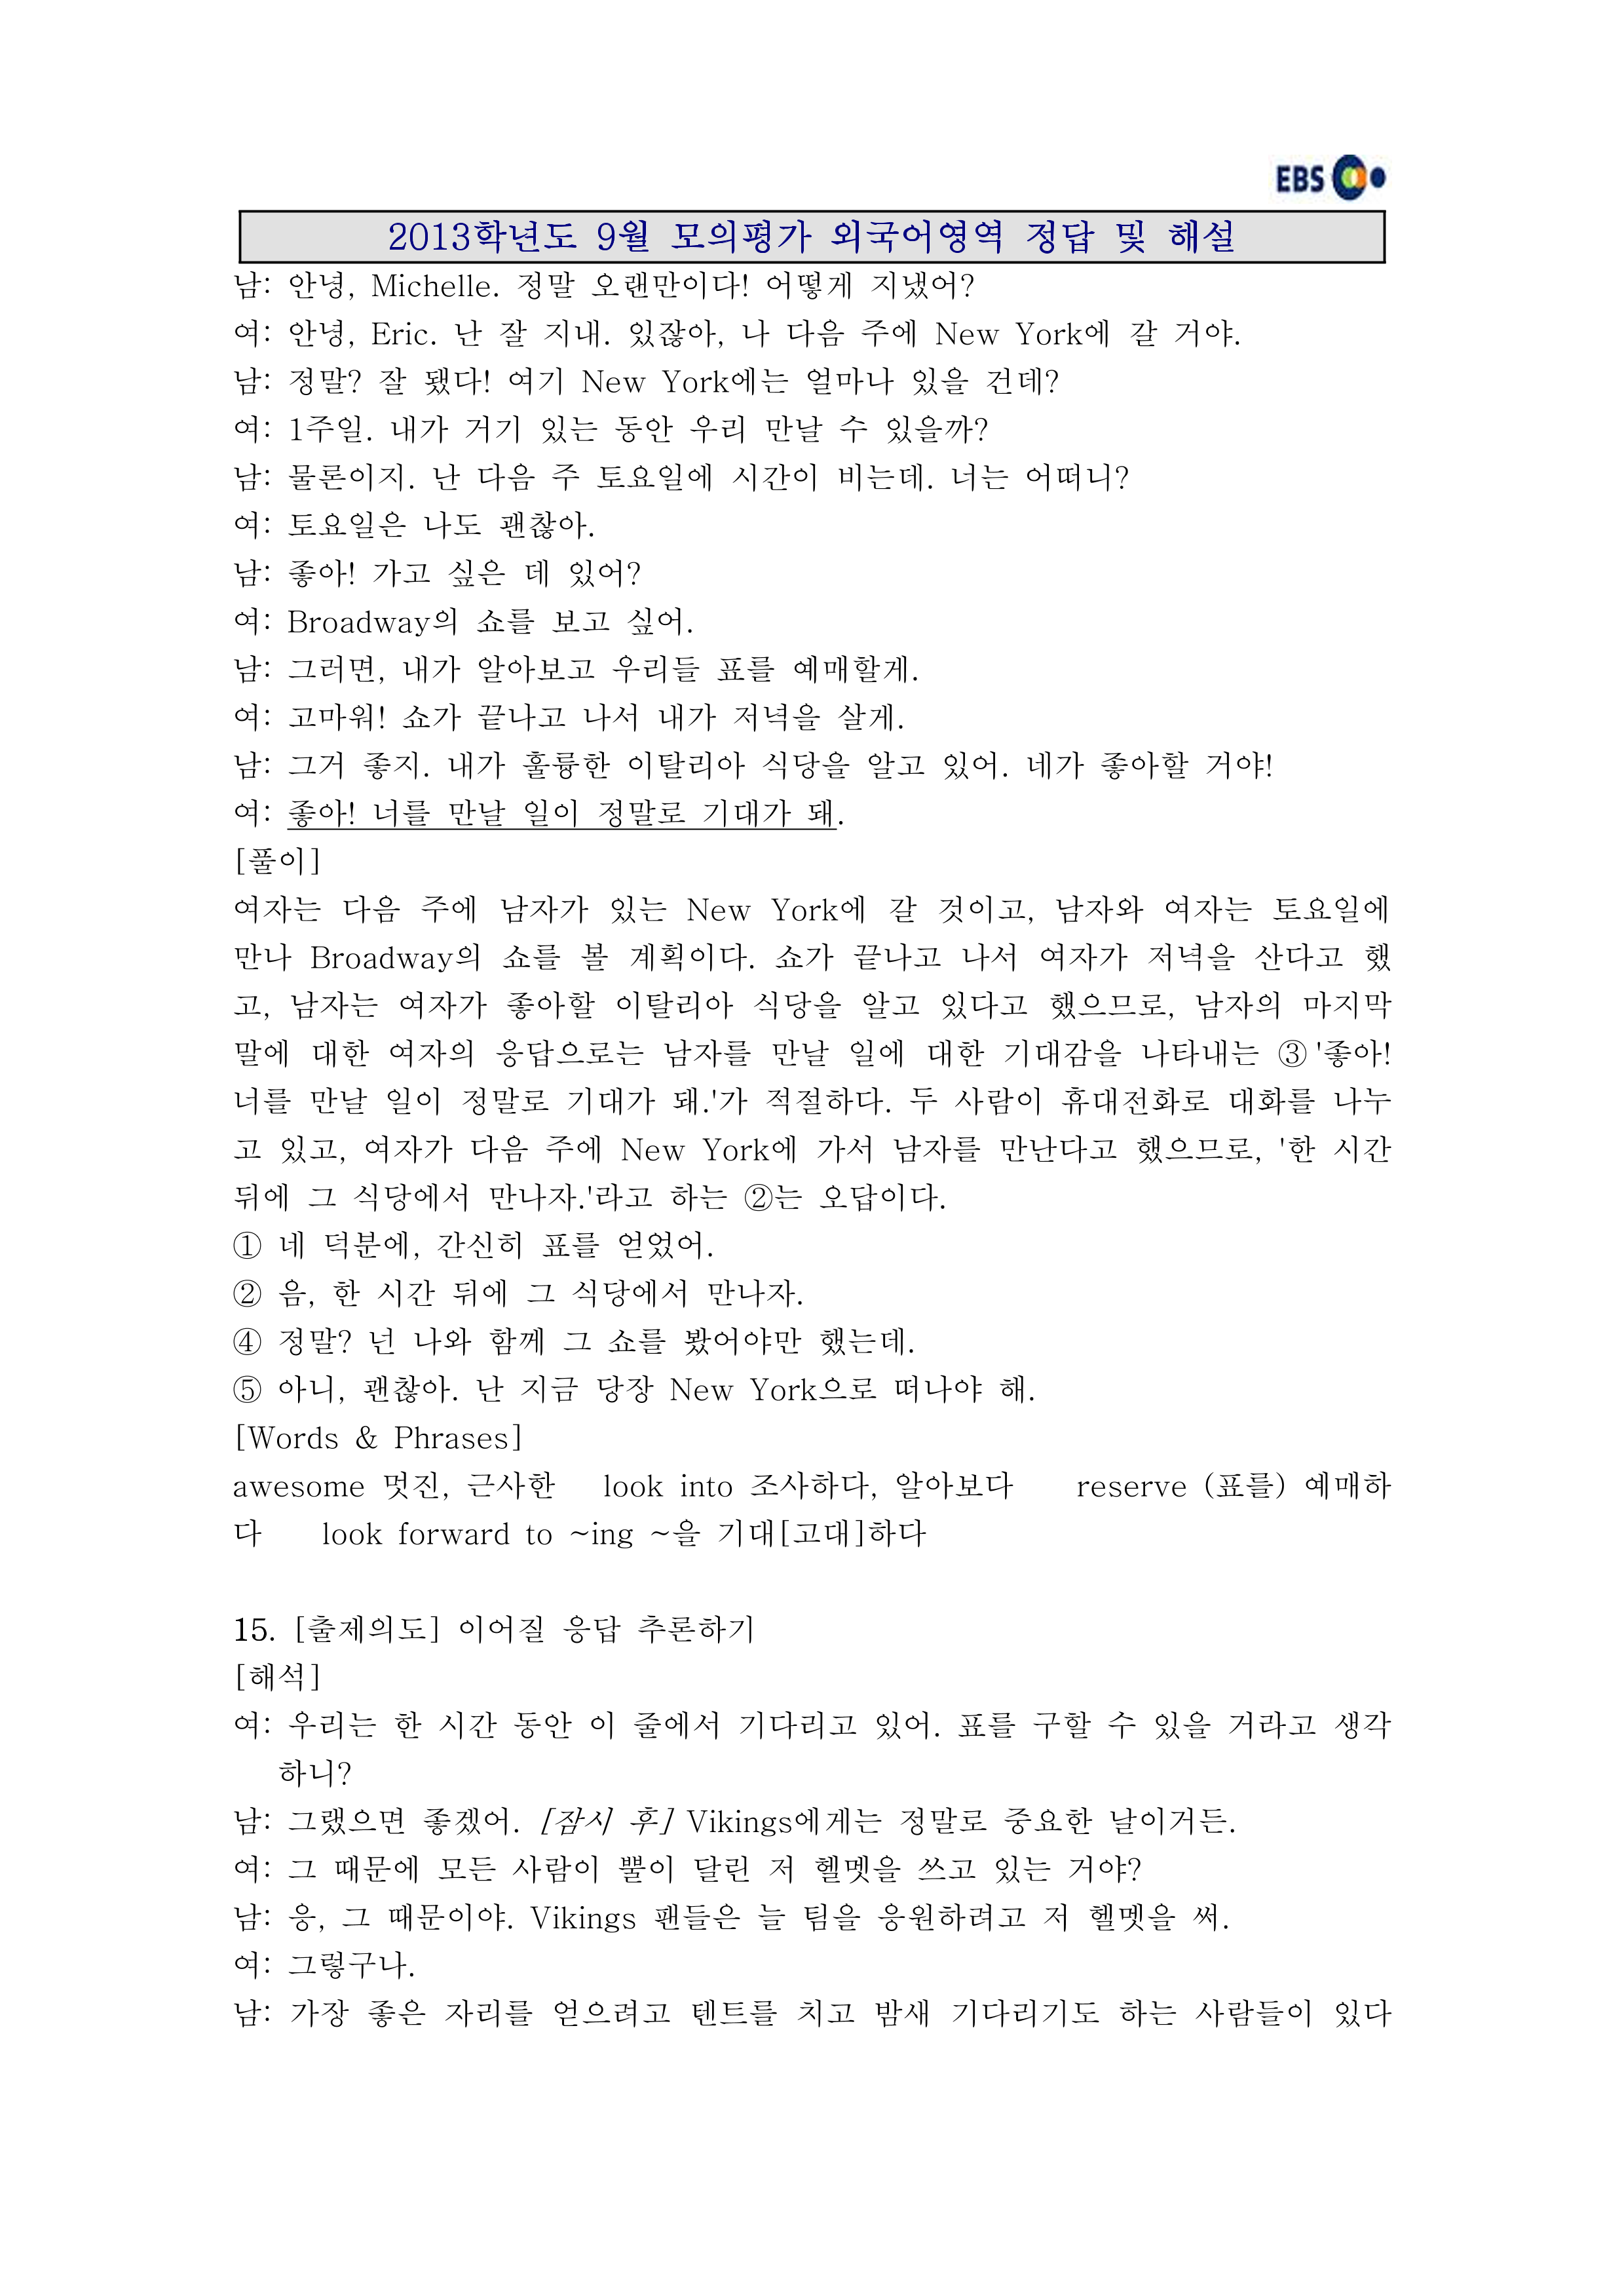 EBS
2013학년도 9월 모의평가 외국어영역 정답 및 해설
남: 안녕, Michelle. 정말 오랜만이다! 어떻게 지냈어?
여: 안녕, Eric. 난 잘 지내. 있잖아, 나 다음 주에 New York에 갈 거야.
남: 정말? 잘 됐다! 여기 New York에는 얼마나 있을 건데?
여: 1주일. 내가 거기 있는 동안 우리 만날 수 있을까?
남: 물론이지. 난 다음 주 토요일에 시간이 비는데. 너는 어떠니?
여: 토요일은 나도 괜찮아.
남: 좋아! 가고 싶은 데 있어?
여: Broadway의 쇼를 보고 싶어.
남: 그러면, 내가 알아보고 우리들 표를 예매할게.
여: 고마워! 쇼가 끝나고 나서 내가 저녁을 살게.
남: 그거 좋지. 내가 훌륭한 이탈리아 식당을 알고 있어. 네가 좋아할 거야!
여: 좋아! 너를 만날 일이 정말로 기대가 돼.
[풀이]
여자는 다음 주에 남자가 있는 New York에 갈 것이고, 남자와 여자는 토요일에
만나 Broadway의 쇼를 볼 계획이다. 쇼가 끝나고 나서 여자가 저녁을 산다고 했
고, 남자는 여자가 좋아할 이탈리아 식당을 알고 있다고 했으므로, 남자의 마지막
말에 대한 여자의 응답으로는 남자를 만날 일에 대한 기대감을 나타내는 ③ '좋아!
너를 만날 일이 정말로 기대가 돼.'가 적절하다. 두 사람이 휴대전화로 대화를 나누
고 있고, 여자가 다음 주에 New York에 가서 남자를 만난다고 했으므로, '한 시간
뒤에 그 식당에서 만나자.'라고 하는 ②는 오답이다.
① 네 덕분에, 간신히 표를 얻었어.
② 음, 한 시간 뒤에 그 식당에서 만나자.
④ 정말? 넌 나와 함께 그 쇼를 봤어야만 했는데.
⑤ 아니, 괜찮아. 난 지금 당장 New York으로 떠나야 해.
[Words & Phrases]
awesome 멋진, 근사한 look into 조사하다, 알아보다 reserve (표를) 예매하
다 look forward to ~ing ~을 기대[고대]하다
15. [출제의도] 이어질 응답 추론하기
[해석]
여: 우리는 한 시간 동안 이 줄에서 기다리고 있어. 표를 구할 수 있을 거라고 생각
하니?
남: 그랬으면 좋겠어. [잠시 후] Vikings에게는 정말로 중요한 날이거든.
여: 그 때문에 모든 사람이 뿔이 달린 저 헬멧을 쓰고 있는 거야?
남: 응, 그 때문이야. Vikings 팬들은 늘 팀을 응원하려고 저 헬멧을 써.
여: 그렇구나.
남: 가장 좋은 자리를 얻으려고 텐트를 치고 밤새 기다리기도 하는 사람들이 있다